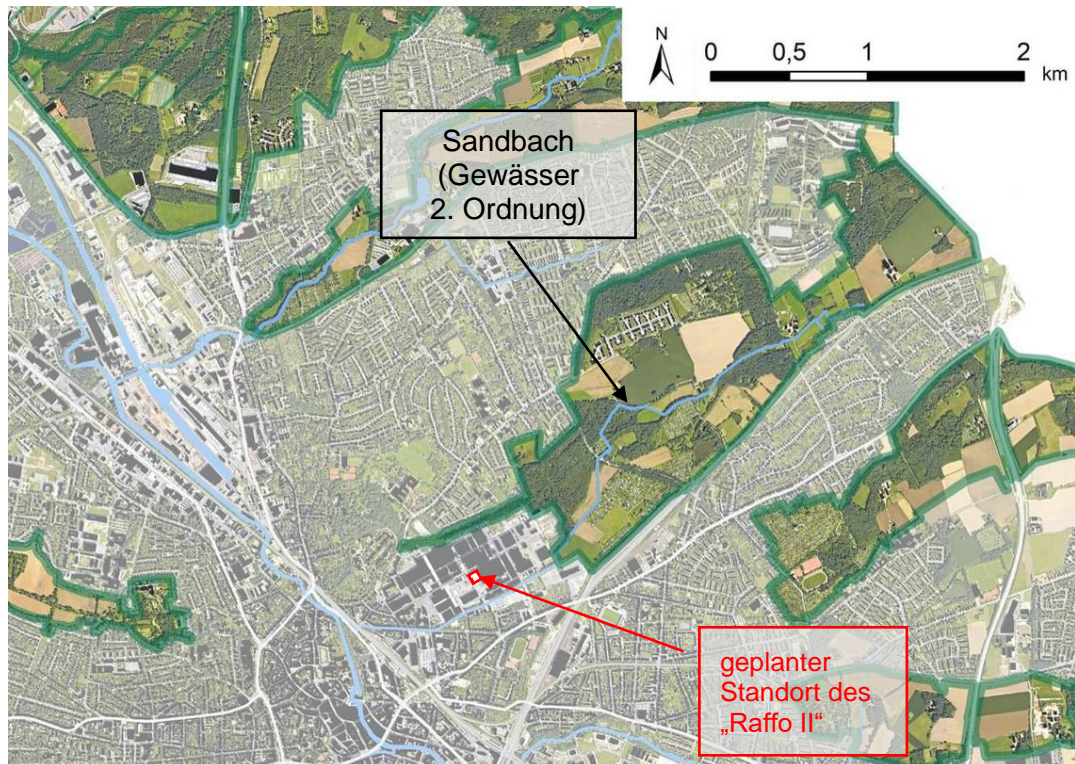 N
0 0,5 1 2
km
Sandbach
(Gewässer
2. Ordnung)
geplanter
Standort des
„Raffo II“